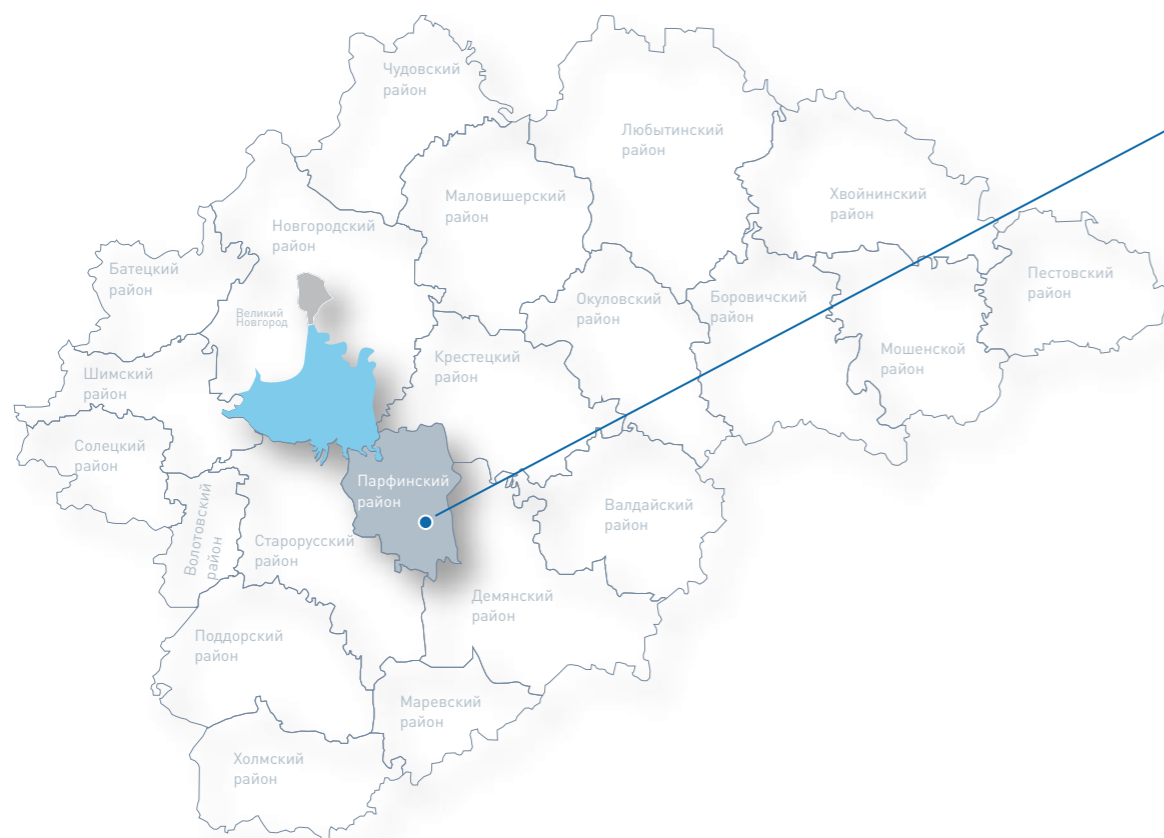 Чудовский
район
Любытинский
район
Маловишерский
район
Хвойнинский
район
Новгородский
район
Батецкий
район
Пестовский
район
Великий
Новгород
Окуловский
район
Боровичский
район
Мошенской
район
Крестецкий
район
Шимский
район
Солецкий
район
Парфинский
район
Валдайский
район
Волотовский
район
Старорусский
район
Демянский
район
Поддорский
район
Маревский
район
Холмский
район